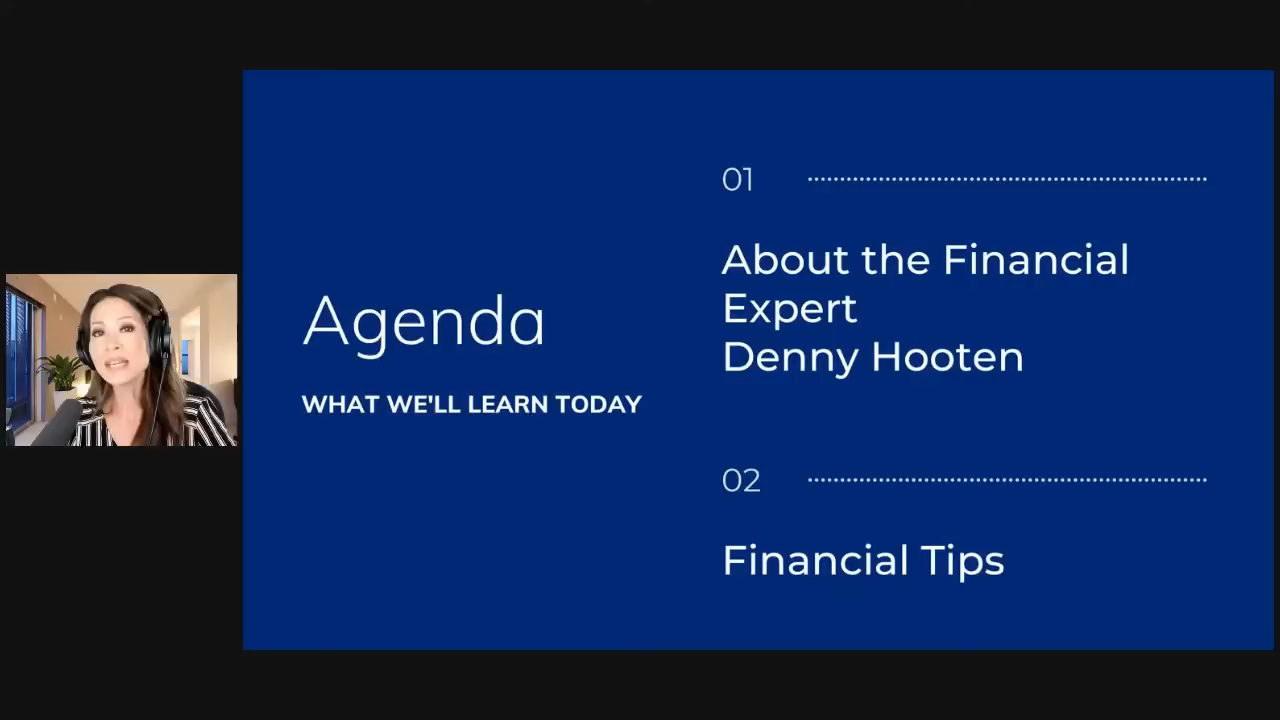 Agenda
WHAT WE'LL LEARN TODAY
01
About the Financial
Expert
Denny Hooten
02
Financial Tips